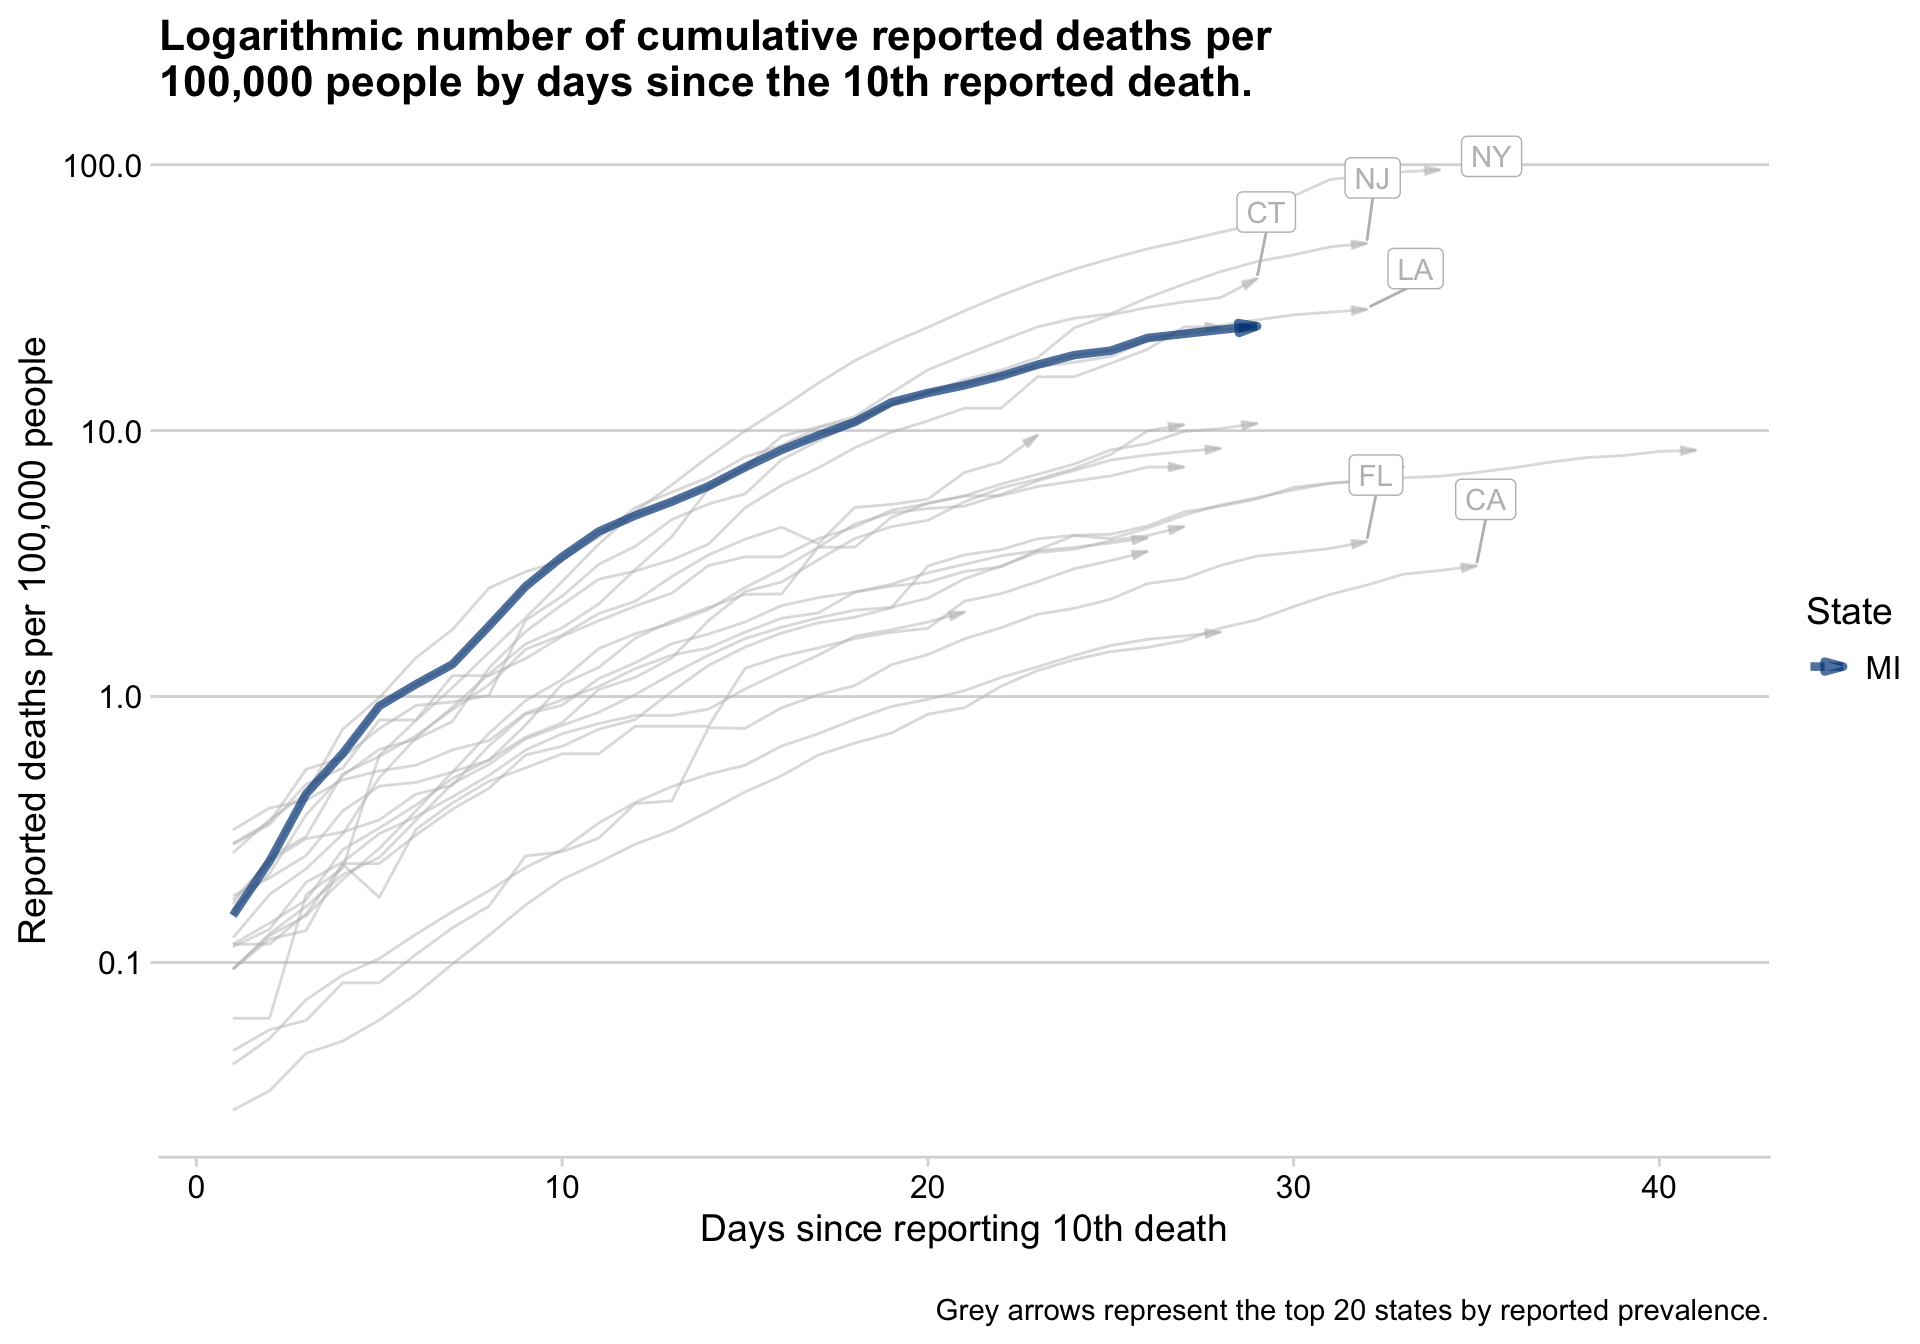 Logarithmic number of cumulative reported deaths per
100,000 people by days since the 10th reported death.
Reported deaths per 100,000 people
100.0
10.0
1.0
0.1
NY
NJ
CT
LA
FL
CA
State
MI
0
10
20
30
40
Days since reporting 10th death
Grey arrows represent the top 20 states by reported prevalence.